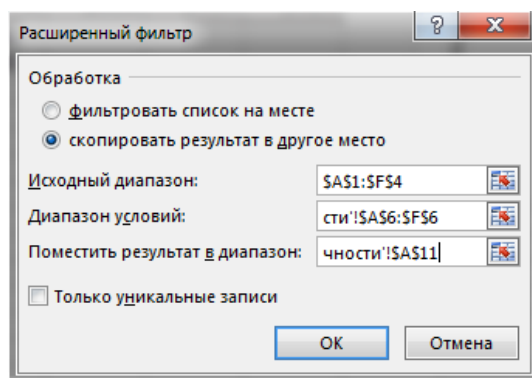 Расширенный фильтр
?
Обработка
фильтровать список на месте
скопировать результат в другое место
Исходный диапазон: $A$1:$F$4
Диапазон условий: сти'!$A$6:$F$6
Поместить результат в диапазон: чности'!$A$11
Только уникальные записи
ОК Отмена